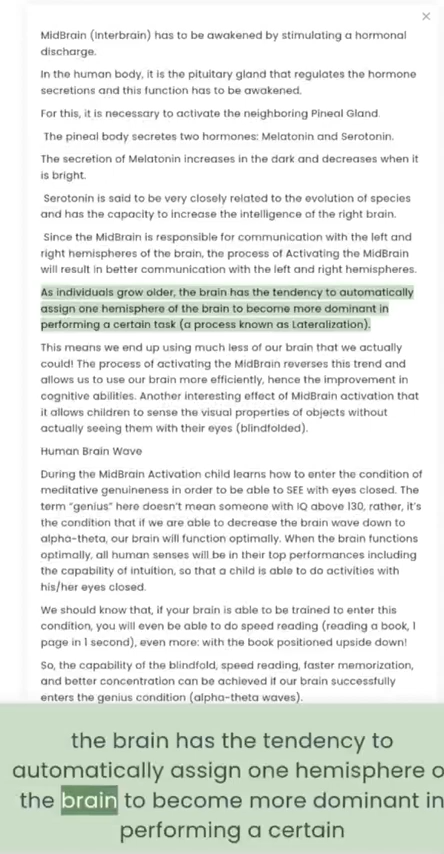 MidBrain (Interbrain) has to be awakened by stimulating a hormonal
discharge.
In the human body, it is the pituitary gland that regulates the hormone
secretions and this function has to be awakened.
For this, it is necessary to activate the neighboring Pineal Gland.
The pineal body secretes two hormones: Melatonin and Serotonin.
The secretion of Melatonin increases in the dark and decreases when it
is bright.
Serotonin is said to be very closely related to the evolution of species
and has the capacity to increase the intelligence of the right brain.
Since the MidBrain is responsible for communication with the left and
right hemispheres of the brain, the process of Activating the MidBrain
will result in better communication with the left and right hemispheres.
As individuals grow older, the brain has the tendency to automatically
assign one hemisphere of the brain to become more dominant in
performing a certain task (a process known as Lateralization).
This means we end up using much less of our brain that we actually
could! The process of activating the MidBrain reverses this trend and
allows us to use our brain more efficiently, hence the improvement in
cognitive abilities. Another interesting effect of MidBrain activation that
it allows children to sense the visual properties of objects without
actually seeing them with their eyes (blindfolded).
Human Brain Wave
During the MidBrain Activation child learns how to enter the condition of
meditative genuineness in order to be able to SEE with eyes closed. The
term “genius” here doesn't mean someone with IQ above 130, rather, it's
the condition that if we are able to decrease the brain wave down to
alpha-theta, our brain will function optimally. When the brain functions
optimally, all human senses will be in their top performances including
the capability of intuition, so that a child is able to do activities with
his/her eyes closed.
We should know that, if your brain is able to be trained to enter this
condition, you will even be able to do speed reading (reading a book, 1
page in 1 second), even more: with the book positioned upside down!
So, the capability of the blindfold, speed reading, faster memorization,
and better concentration can be achieved if our brain successfully
enters the genius condition (alpha-theta waves).
the brain has the tendency to
automatically assign one hemisphere o
the brain to become more dominant in
performing a certain